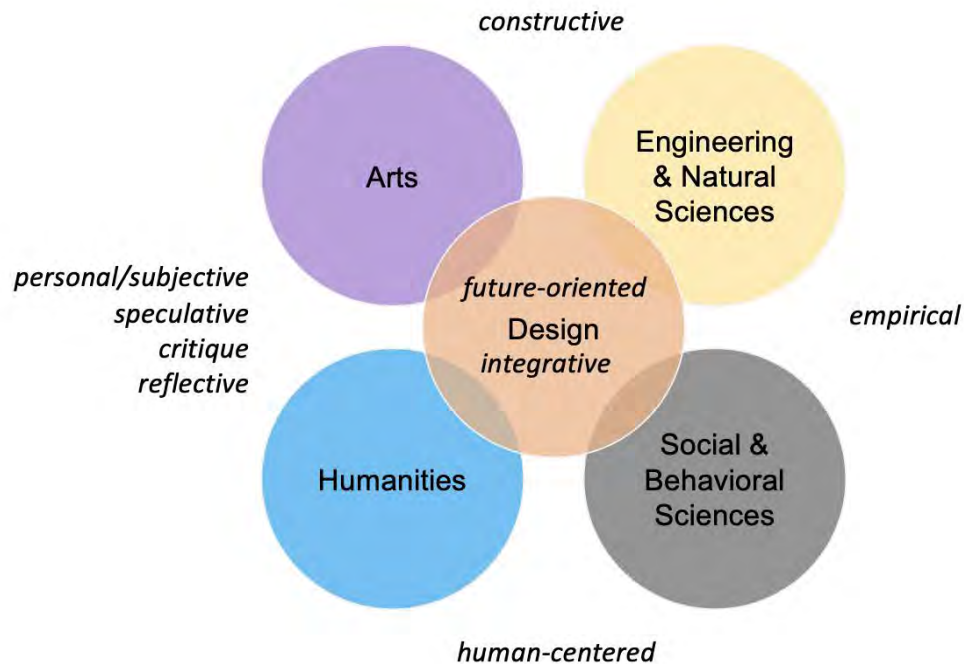 constructive
Arts
Engineering
& Natural
Sciences
personal/subjective
speculative
critique
reflective
future-oriented
Design
integrative
empirical
Humanities
Social &
Behavioral
Sciences
human-centered